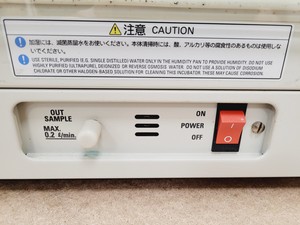 注意 CAUTION
加湿には、滅菌蒸留水をお使いください。本体清掃時には、酸、アルカリ等の腐食性のあるものは使用しな
いでください。
USE STERILE, PURIFIED (E.G. SINGLE DISTILLED) WATER ONLY IN THE HUMIDITY PAN TO PROVIDE HUMIDITY. DO NOT USE
HIGHLY PURIFIED ULTRAPURE, DEIONIZED OR REVERSE OSMOSIS WATER. DO NOT USE A SOLUTION OF DISODIUM
CHLORATE OR OTHER HALOGEN-BASED SOLUTION FOR CLEANING THIS INCUBATOR. THESE MAY CAUSE CORROSION.
OUT
SAMPLE
MAX.
0.2 ℓ/min.
ON
POWER
OFF